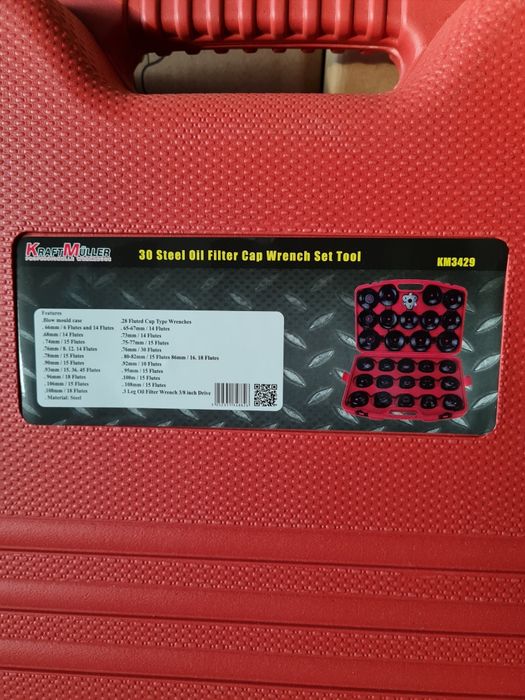 KRAFTMÜLLER
30 Steel Oil Filter Cap Wrench Set Tool
KM3429
Features
.Blow mould case
.66mm/ 6 Flutes and 14 Flutes
.68mm/ 14 Flutes
.74mm / 15 Flutes
.76mm / 8. 12. 14 Flutes
.78mm / 15 Flutes
.90mm / 15 Flutes
.93mm / 15. 36. 45 Flutes
.96mm / 18 Flutes
.106mm / 15 Flutes
.108mm / 18 Flutes
. Material: Steel
.28 Fluted Cup Type Wrenches
.65-67mm / 14 Flutes
.73mm / 14 Flutes
.75-77mm / 15 Flutes
.76mm / 30 Flutes
.80-82mm / 15 Flutes 86mm / 16. 18 Flutes
.92mm / 10 Flutes
.95mm / 15 Flutes
.100m / 15 Flutes
.108mm / 15 Flutes
.3 Leg Oil Filter Wrench 3/8 inch Drive